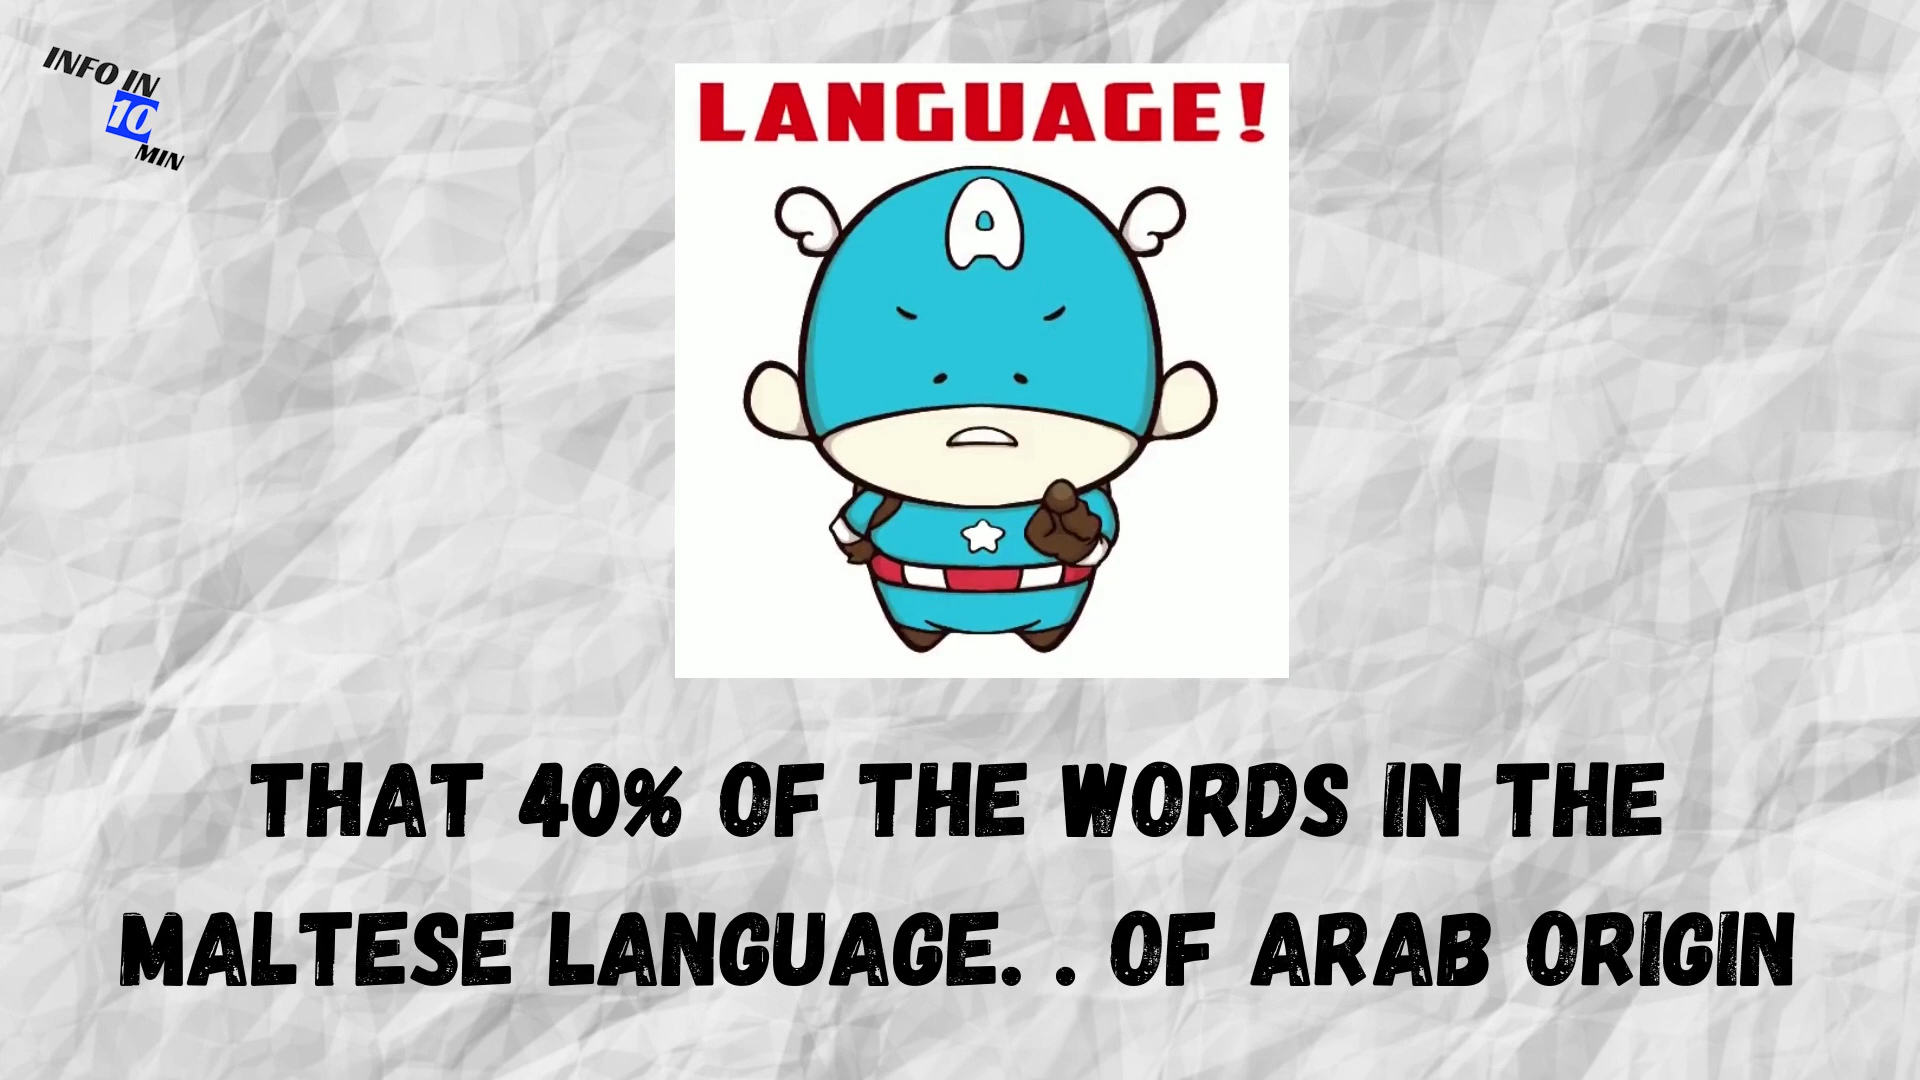 INFO IN
10
MIN
LANGUAGE!
A
THAT 40% OF THE WORDS IN THE
MALTESE LANGUAGE. . OF ARAB ORIGIN